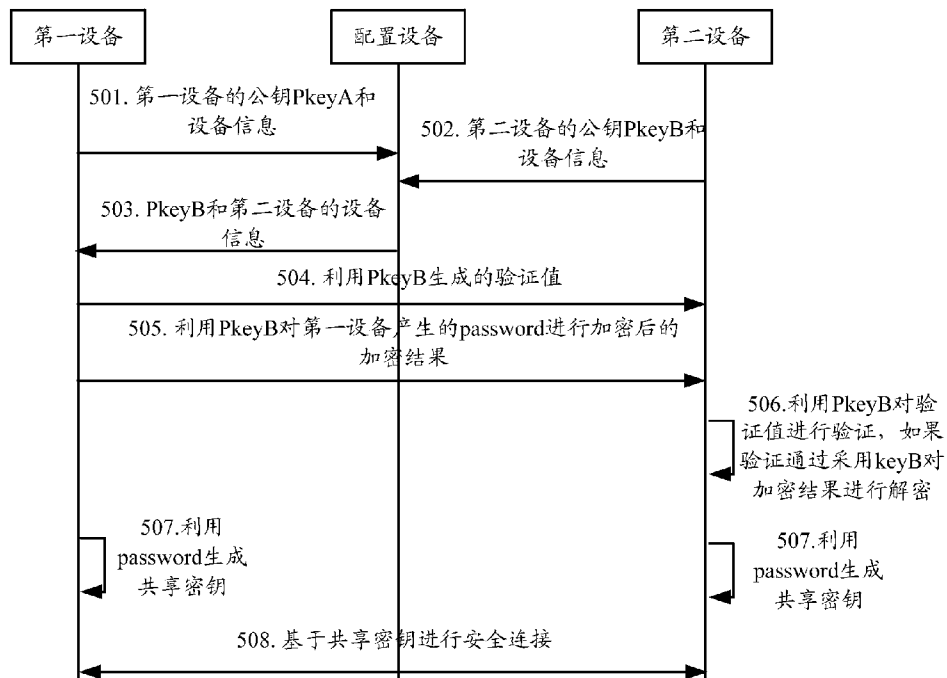 第一设备
配置设备
第二设备
501. 第一设备的公钥PkeyA和
设备信息
502. 第二设备的公钥PkeyB和
设备信息
503. PkeyB和第二设备的设备
信息
504. 利用PkeyB生成的验证值
505. 利用PkeyB对第一设备产生的password进行加密后的
加密结果
506.利用PkeyB对验
证值进行验证，如果
验证通过采用keyB对
加密结果进行解密
507.利用
password生成
共享密钥
507.利用
password生成
共享密钥
508. 基于共享密钥进行安全连接